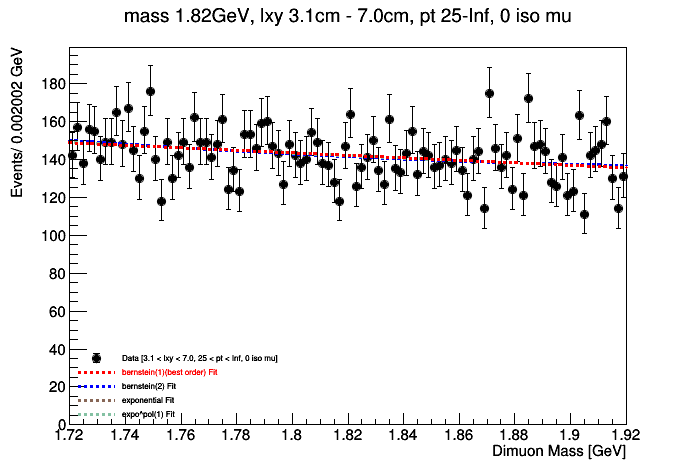 mass 1.82GeV, lxy 3.1cm - 7.0cm, pt 25-Inf, 0 iso mu
Events/ 0.002002 GeV
180
160
140
120
100
80
60
40
20
0
Data [3.1 < lxy < 7.0, 25 < pt < Inf, 0 iso mu]
bernstein(1)(best order) Fit
bernstein(2) Fit
exponential Fit
expo*pol(1) Fit
1.72 1.74 1.76 1.78 1.8 1.82 1.84 1.86 1.88 1.9 1.92
Dimuon Mass [GeV]